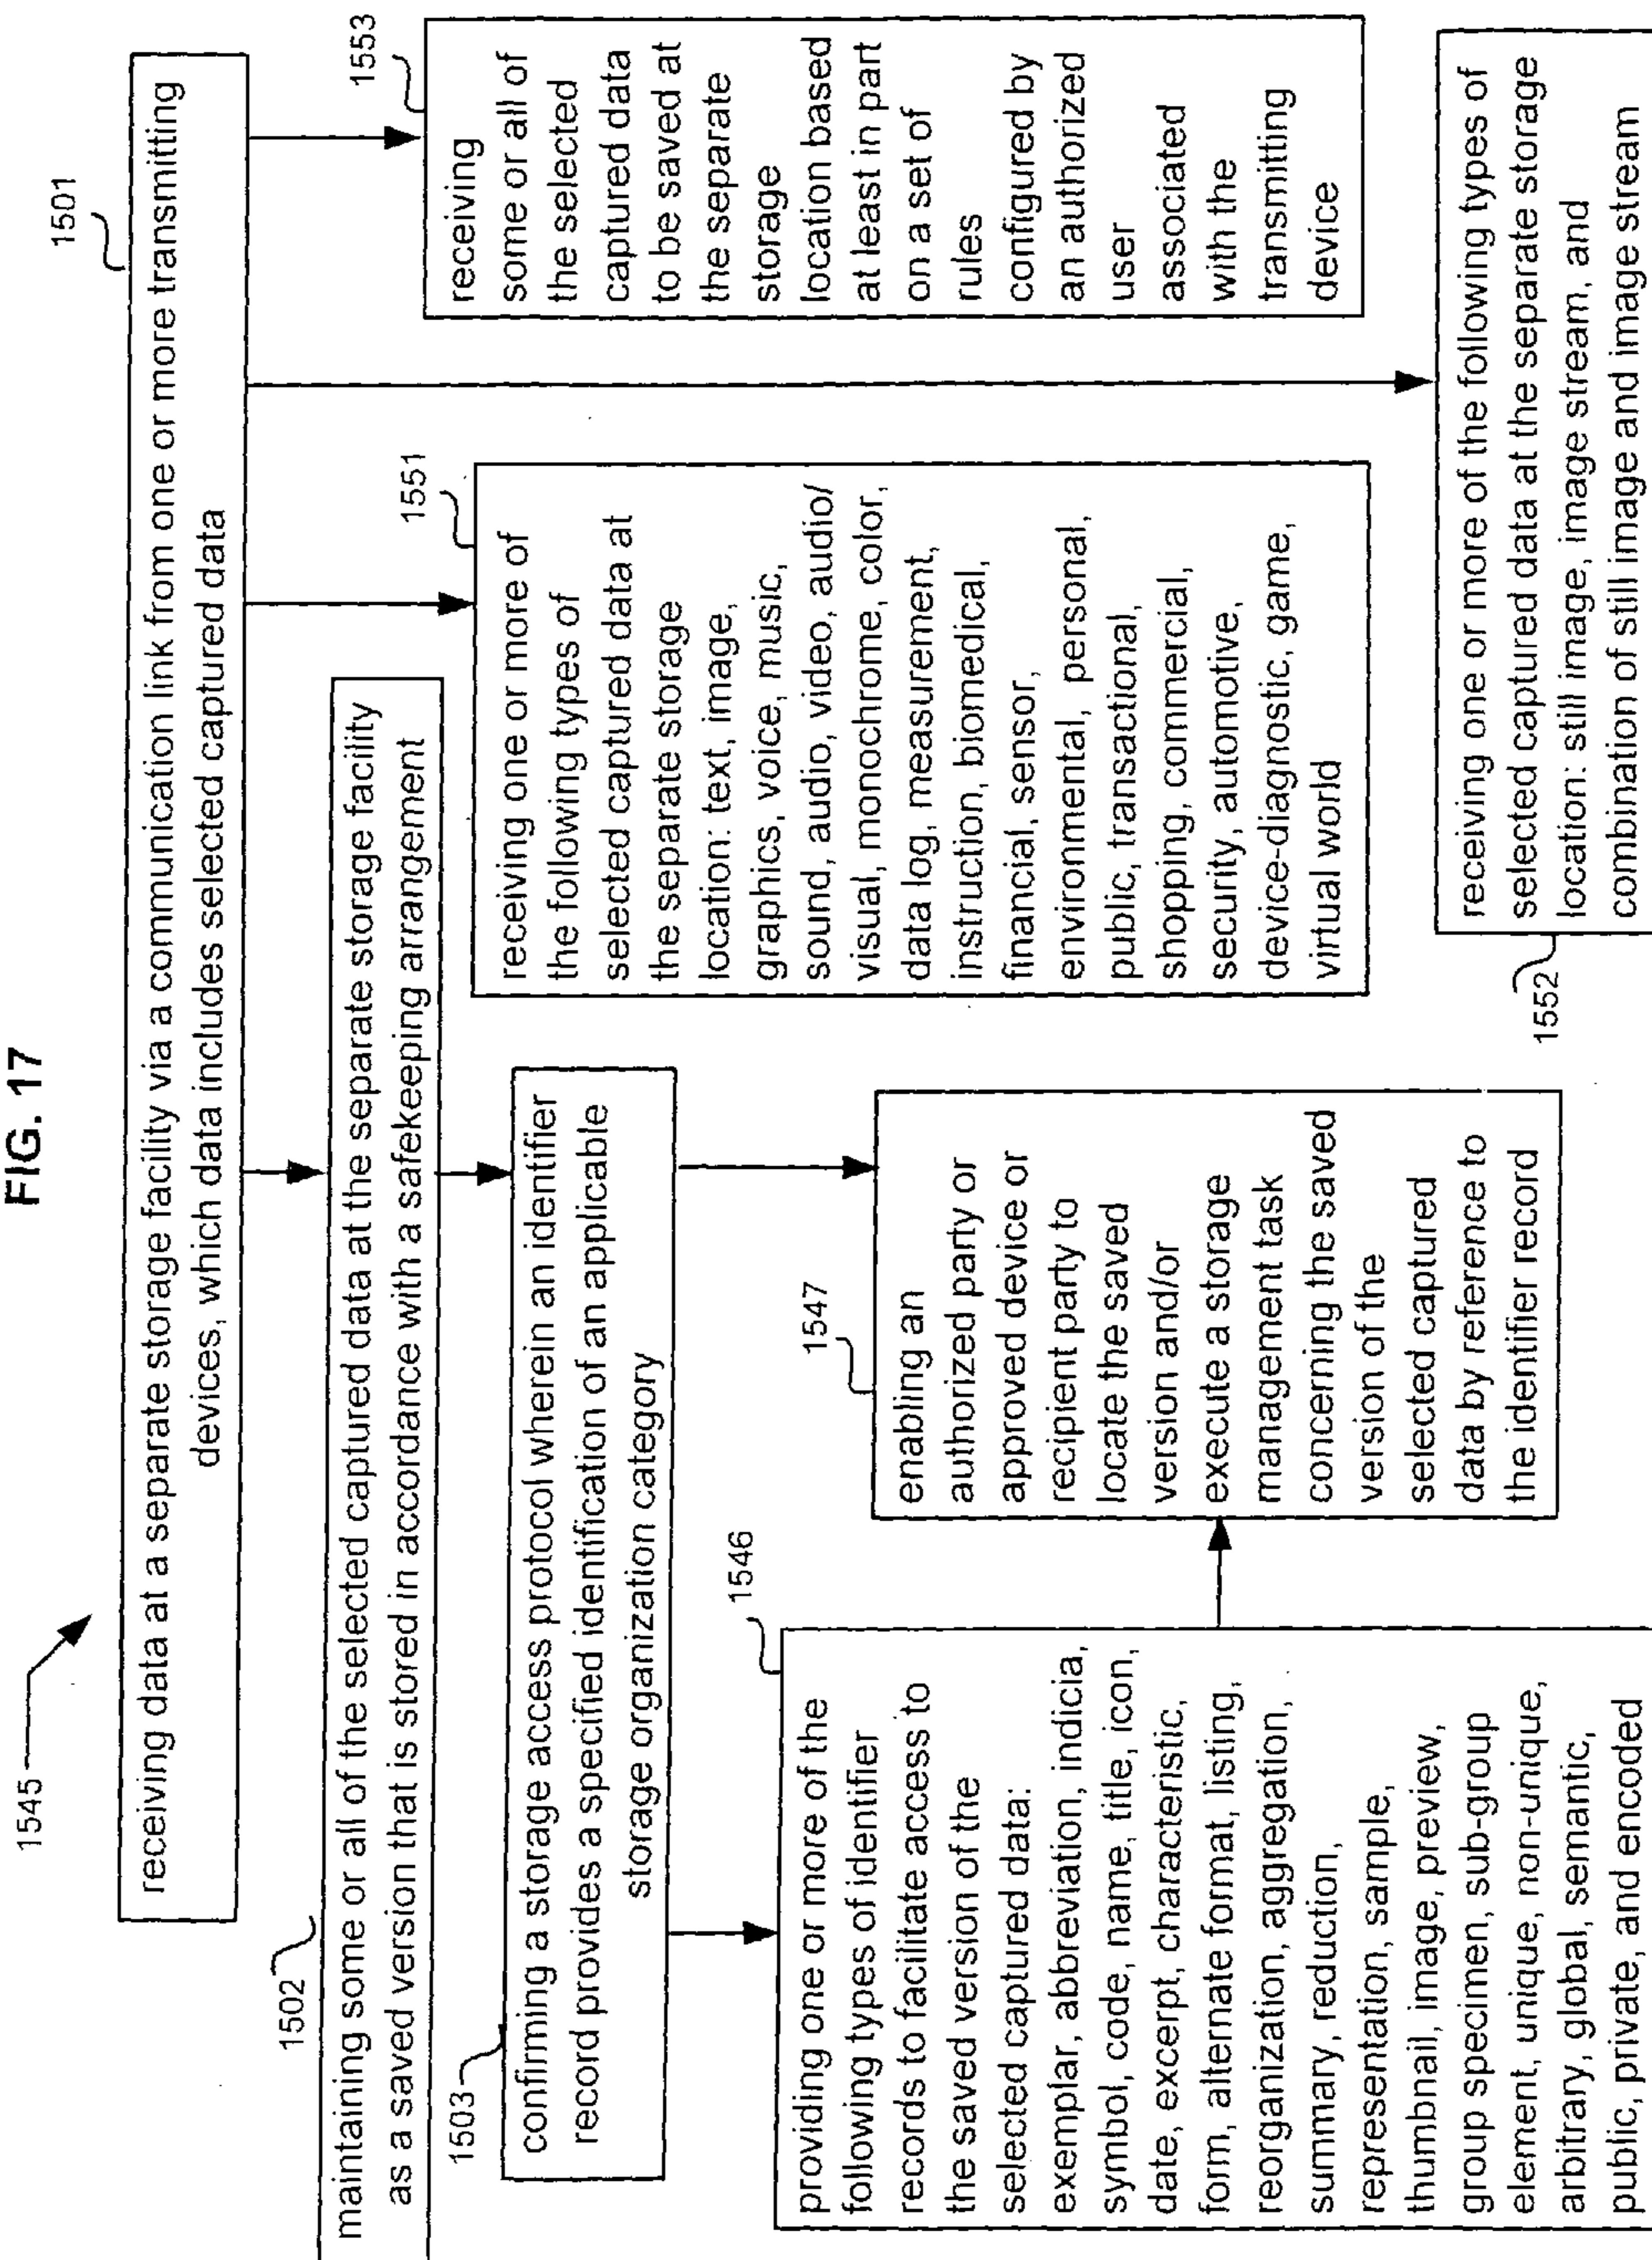 FIG. 17
1545
1501
receiving data at a separate storage facility via a communication link from one or more transmitting
devices, which data includes selected captured data
1502
maintaining some or all of the selected captured data at the separate storage facility
as a saved version that is stored in accordance with a safekeeping arrangement
1503
confirming a storage access protocol wherein an identifier
record provides a specified identification of an applicable
storage organization category
1546
providing one or more of the
following types of identifier
records to facilitate access to
the saved version of the
selected captured data:
exemplar, abbreviation, indicia,
symbol, code, name, title, icon,
date, excerpt, characteristic,
form, alternate format, listing,
reorganization, aggregation,
summary, reduction,
representation, sample,
thumbnail, image, preview,
group specimen, sub-group
element, unique, non-unique,
arbitrary, global, semantic,
public, private, and encoded
1547
enabling an
authorized party or
approved device or
recipient party to
locate the saved
version and/or
execute a storage
management task
concerning the saved
version of the
selected captured
data by reference to
the identifier record
1551
receiving one or more of
the following types of
selected captured data at
the separate storage
location: text, image,
graphics, voice, music,
sound, audio, video, audio/
visual, monochrome, color,
data log, measurement,
instruction, biomedical,
financial, sensor,
environmental, personal,
public, transactional,
shopping, commercial,
security, automotive,
device-diagnostic, game,
virtual world
1553
receiving
some or all of
the selected
captured data
to be saved at
the separate
storage
location based
at least in part
on a set of
rules
configured by
an authorized
user
associated
with the
transmitting
device
1552
receiving one or more of the following types of
selected captured data at the separate storage
location: still image, image stream, and
combination of still image and image stream